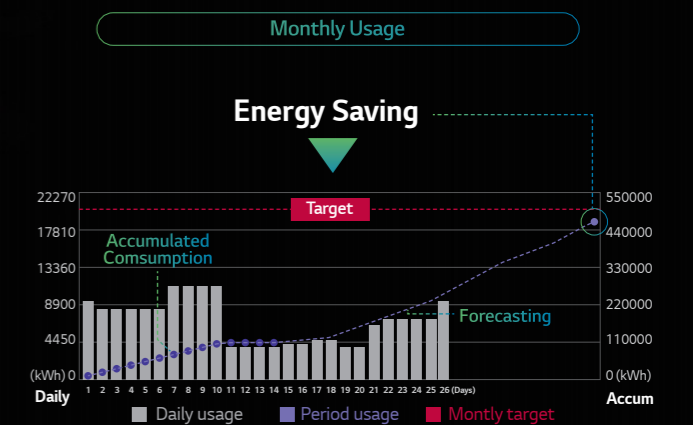 Monthly Usage
Energy Saving
22270 550000
Target
17810 440000
Accumulated
Comsumption
13360 330000
8900 220000
Forecasting
4450 110000
(kWh) 0 0 (kWh)
1 2 3 4 5 6 7 8 9 10 11 12 13 14 15 16 17 18 19 20 21 22 23 24 25 26 (Days)
Daily Accum
Daily usage Period usage Montly target